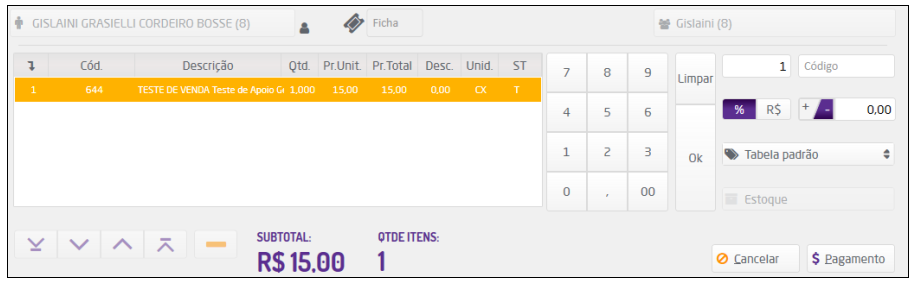 GISLAINI GRASIELLI CORDEIRO BOSSE (8) Ficha Gislaini (8)
Cód. Descrição Qtd. Pr.Unit. Pr.Total Desc. Unid. ST
1 644 TESTE DE VENDA Teste de Apoio G 1,000 15,00 15,00 0,00 CX T
7 8 9 Limpar 1 Código
4 5 6 % R$ + - 0,00
1 2 3 Ok Tabela padrão
0 , 00 Estoque
SUBTOTAL: QTDE ITENS:
R$ 15,00 1
Cancelar $ Pagamento